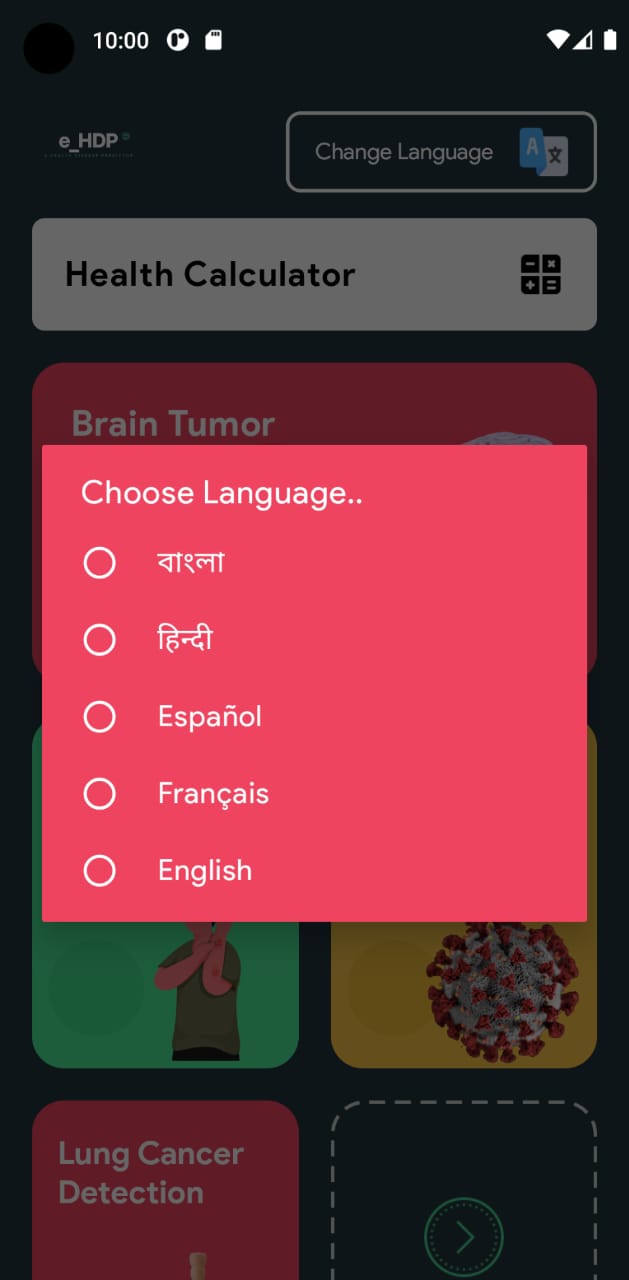 10:00
e_HDP
Change Language
Health Calculator
Brain Tumor
Choose Language..
বাংলা
हिन्दी
Español
Français
English
Lung Cancer
Detection